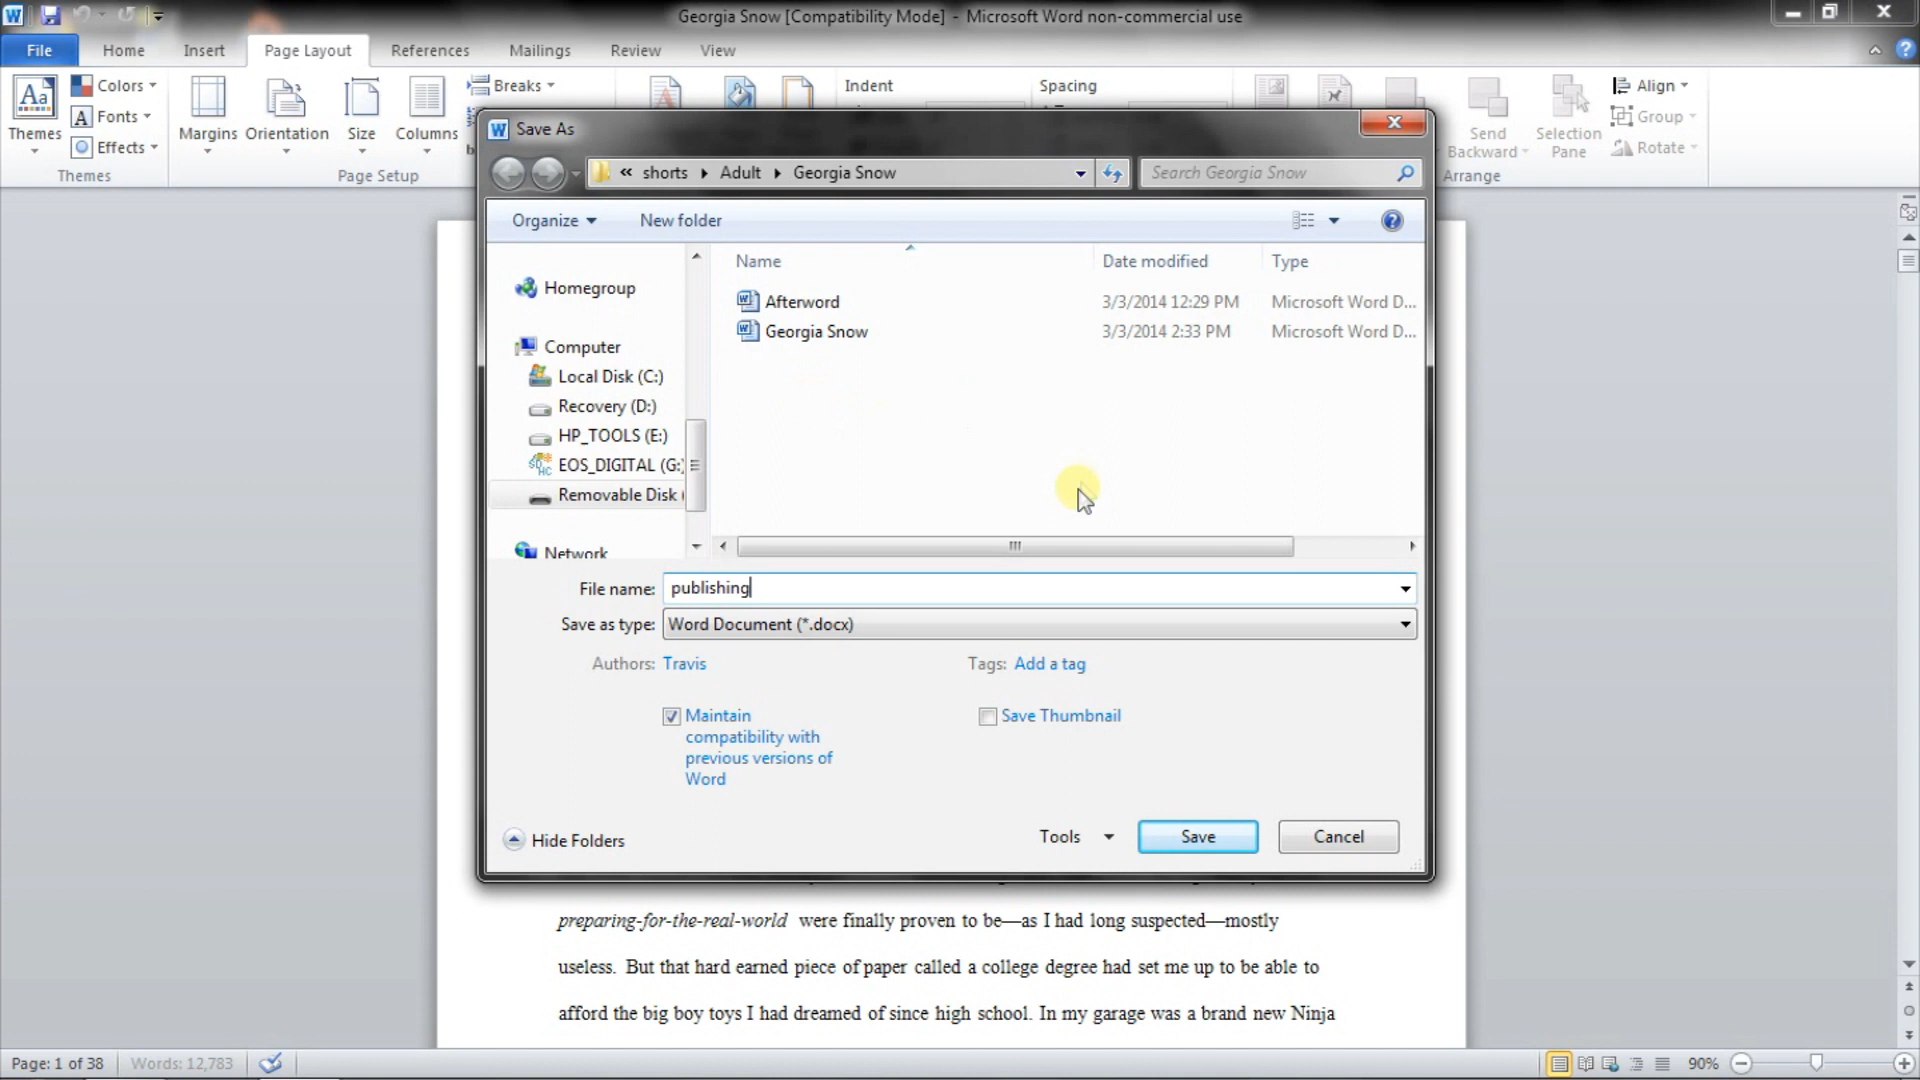 Georgia Snow [Compatibility Mode] - Microsoft Word non-commercial use
File Home Insert Page Layout References Mailings Review View
Themes
Colors
Fonts
Effects
Themes
Margins
Orientation
Size
Columns
Breaks
Page Setup
Indent
Spacing
Send
Backward
Selection
Pane
Align
Group
Rotate
Arrange
Save As
« shorts Adult Georgia Snow
Search Georgia Snow
Organize New folder
Homegroup
Computer
Local Disk (C:)
Recovery (D:)
HP_TOOLS (E:)
EOS_DIGITAL (G:
Removable Disk
Network
Name Date modified Type
Afterword 3/3/2014 12:29 PM Microsoft Word D...
Georgia Snow 3/3/2014 2:33 PM Microsoft Word D...
File name: publishing
Save as type: Word Document (*.docx)
Authors: Travis Tags: Add a tag
Maintain
compatibility with
previous versions of
Word
Save Thumbnail
Hide Folders Tools Save Cancel
preparing-for-the-real-world were finally proven to be—as I had long suspected—mostly
useless. But that hard earned piece of paper called a college degree had set me up to be able to
afford the big boy toys I had dreamed of since high school. In my garage was a brand new Ninja
Page: 1 of 38 Words: 12,783 90%